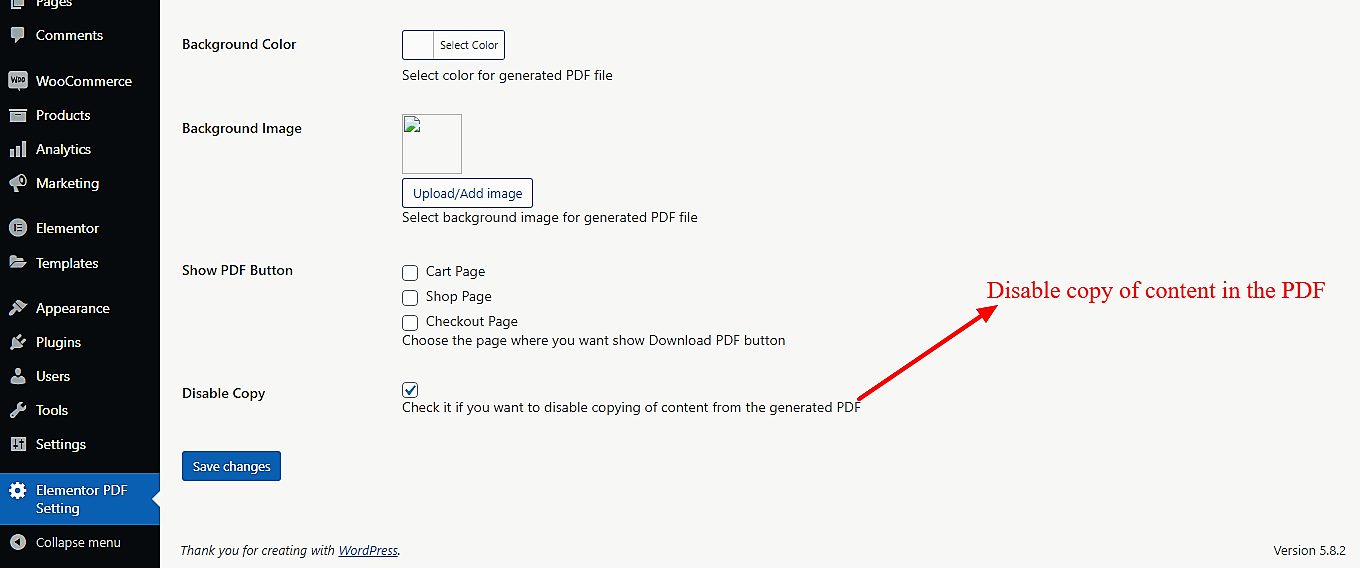 Pages
Comments
WooCommerce
Products
Analytics
Marketing
Elementor
Templates
Appearance
Plugins
Users
Tools
Settings
Elementor PDF
Setting
Collapse menu
Background Color
Select Color
Select color for generated PDF file
Background Image
Upload/Add image
Select background image for generated PDF file
Show PDF Button
Cart Page
Shop Page
Checkout Page
Choose the page where you want show Download PDF button
Disable Copy
Check it if you want to disable copying of content from the generated PDF
Disable copy of content in the PDF
Save changes
Thank you for creating with WordPress.
Version 5.8.2